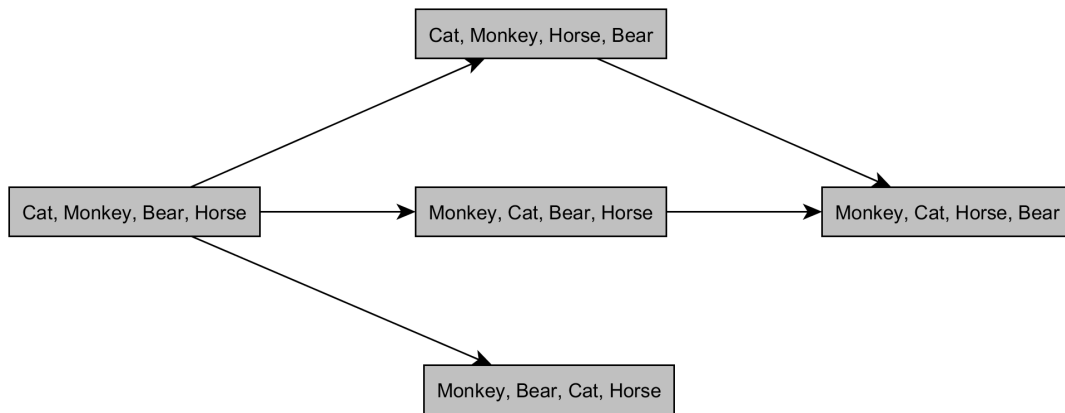 Cat, Monkey, Horse, Bear
Cat, Monkey, Bear, Horse
Monkey, Cat, Bear, Horse
Monkey, Cat, Horse, Bear
Monkey, Bear, Cat, Horse